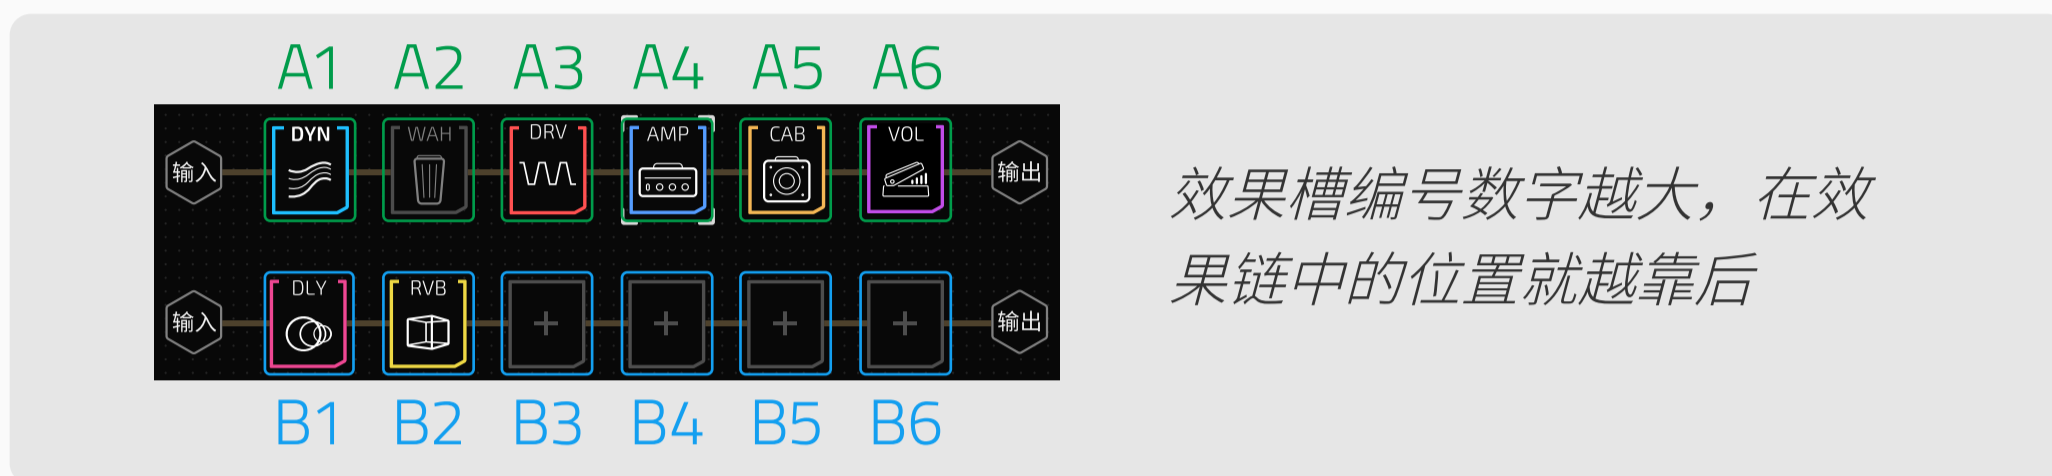 A1 A2 A3 A4 A5 A6
DYN WAH DRV AMP CAB VOL
输入 输出
DLY RVB
输入 + + + + 输出
B1 B2 B3 B4 B5 B6
效果槽编号数字越大，在效
果链中的位置就越靠后